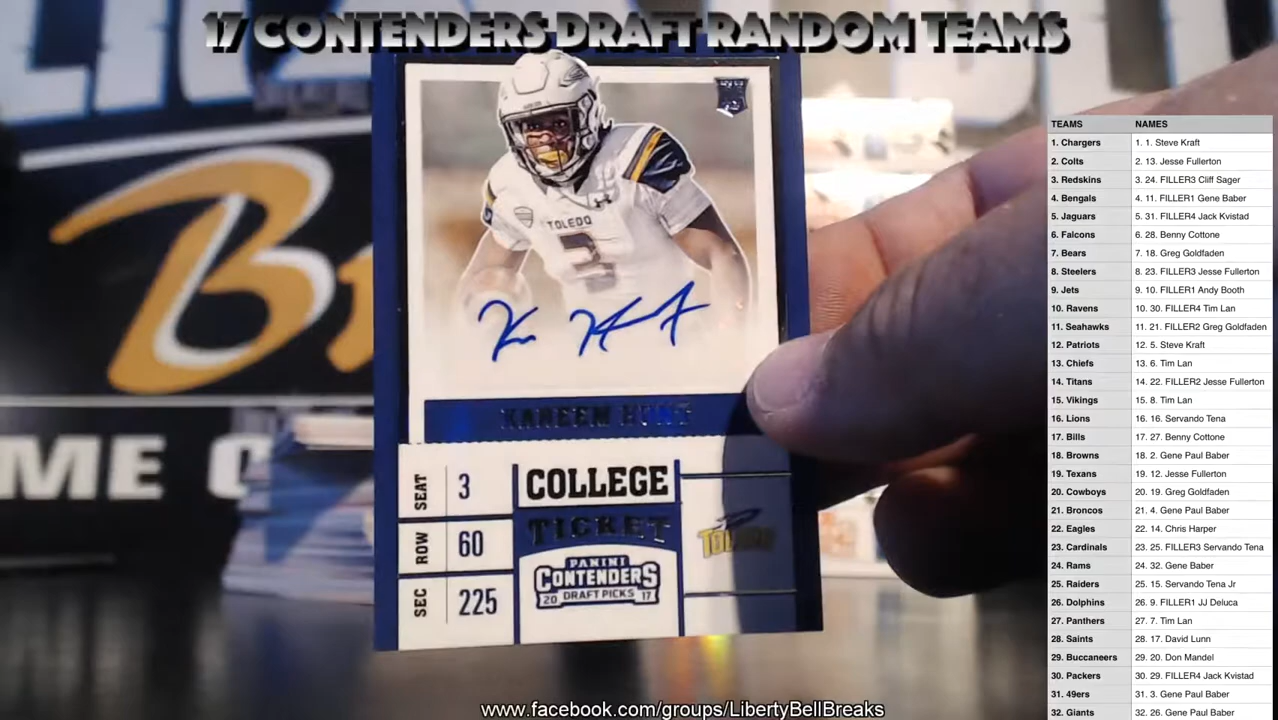 17 CONTENDERS DRAFT RANDOM TEAMS
TOLEDO
3
KAREEM HUNT
SEAT 3
ROW 60
SEC 225
COLLEGE
TICKET
PANINI
CONTENDERS
20 DRAFT PICKS 17
ME
TEAMS NAMES
1. Chargers 1. 1. Steve Kraft
2. Colts 2. 13. Jesse Fullerton
3. Redskins 3. 24. FILLER3 Cliff Sager
4. Bengals 4. 11. FILLER1 Gene Baber
5. Jaguars 5. 31. FILLER4 Jack Kvistad
6. Falcons 6. 28. Benny Cottone
7. Bears 7. 18. Greg Goldfaden
8. Steelers 8. 23. FILLER3 Jesse Fullerton
9. Jets 9. 10. FILLER1 Andy Booth
10. Ravens 10. 30. FILLER4 Tim Lan
11. Seahawks 11. 21. FILLER2 Greg Goldfaden
12. Patriots 12. 5. Steve Kraft
13. Chiefs 13. 6. Tim Lan
14. Titans 14. 22. FILLER2 Jesse Fullerton
15. Vikings 15. 8. Tim Lan
16. Lions 16. 16. Servando Tena
17. Bills 17. 27. Benny Cottone
18. Browns 18. 2. Gene Paul Baber
19. Texans 19. 12. Jesse Fullerton
20. Cowboys 20. 19. Greg Goldfaden
21. Broncos 21. 4. Gene Paul Baber
22. Eagles 22. 14. Chris Harper
23. Cardinals 23. 25. FILLER3 Servando Tena
24. Rams 24. 32. Gene Baber
25. Raiders 25. 15. Servando Tena Jr
26. Dolphins 26. 9. FILLER1 JJ Deluca
27. Panthers 27. 7. Tim Lan
28. Saints 28. 17. David Lunn
29. Buccaneers 29. 20. Don Mandel
30. Packers 30. 29. FILLER4 Jack Kvistad
31. 49ers 31. 3. Gene Paul Baber
32. Giants 32. 26. Gene Paul Baber
www.facebook.com/groups/LibertyBellBreaks